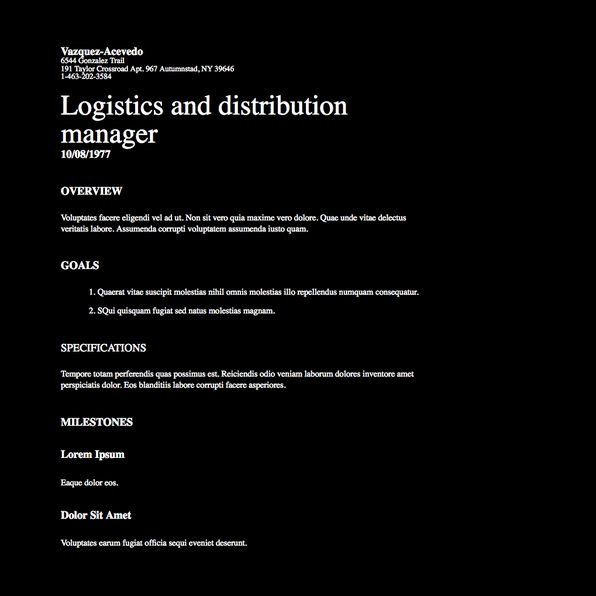 Vazquez-Acevedo
6544 Gonzalez Trail
191 Taylor Crossroad Apt. 967 Autumnstad, NY 39646
1-463-202-3584
Logistics and distribution
manager
10/08/1977
OVERVIEW
Voluptates facere eligendi vel ad ut. Non sit vero quia maxime vero dolore. Quae unde vitae delectus
veritatis labore. Assumenda corrupti voluptatem assumenda iusto quam.
GOALS
1. Quaerat vitae suscipit molestias nihil omnis molestias illo repellendus numquam consequatur.
2. SQui quisquam fugiat sed natus molestias magnam.
SPECIFICATIONS
Tempore totam perferendis quas possimus est. Reiciendis odio veniam laborum dolores inventore amet
perspiciatis dolor. Eos blanditiis labore corrupti facere asperiores.
MILESTONES
Lorem Ipsum
Eaque dolor eos.
Dolor Sit Amet
Voluptates earum fugiat officia sequi eveniet deserunt.